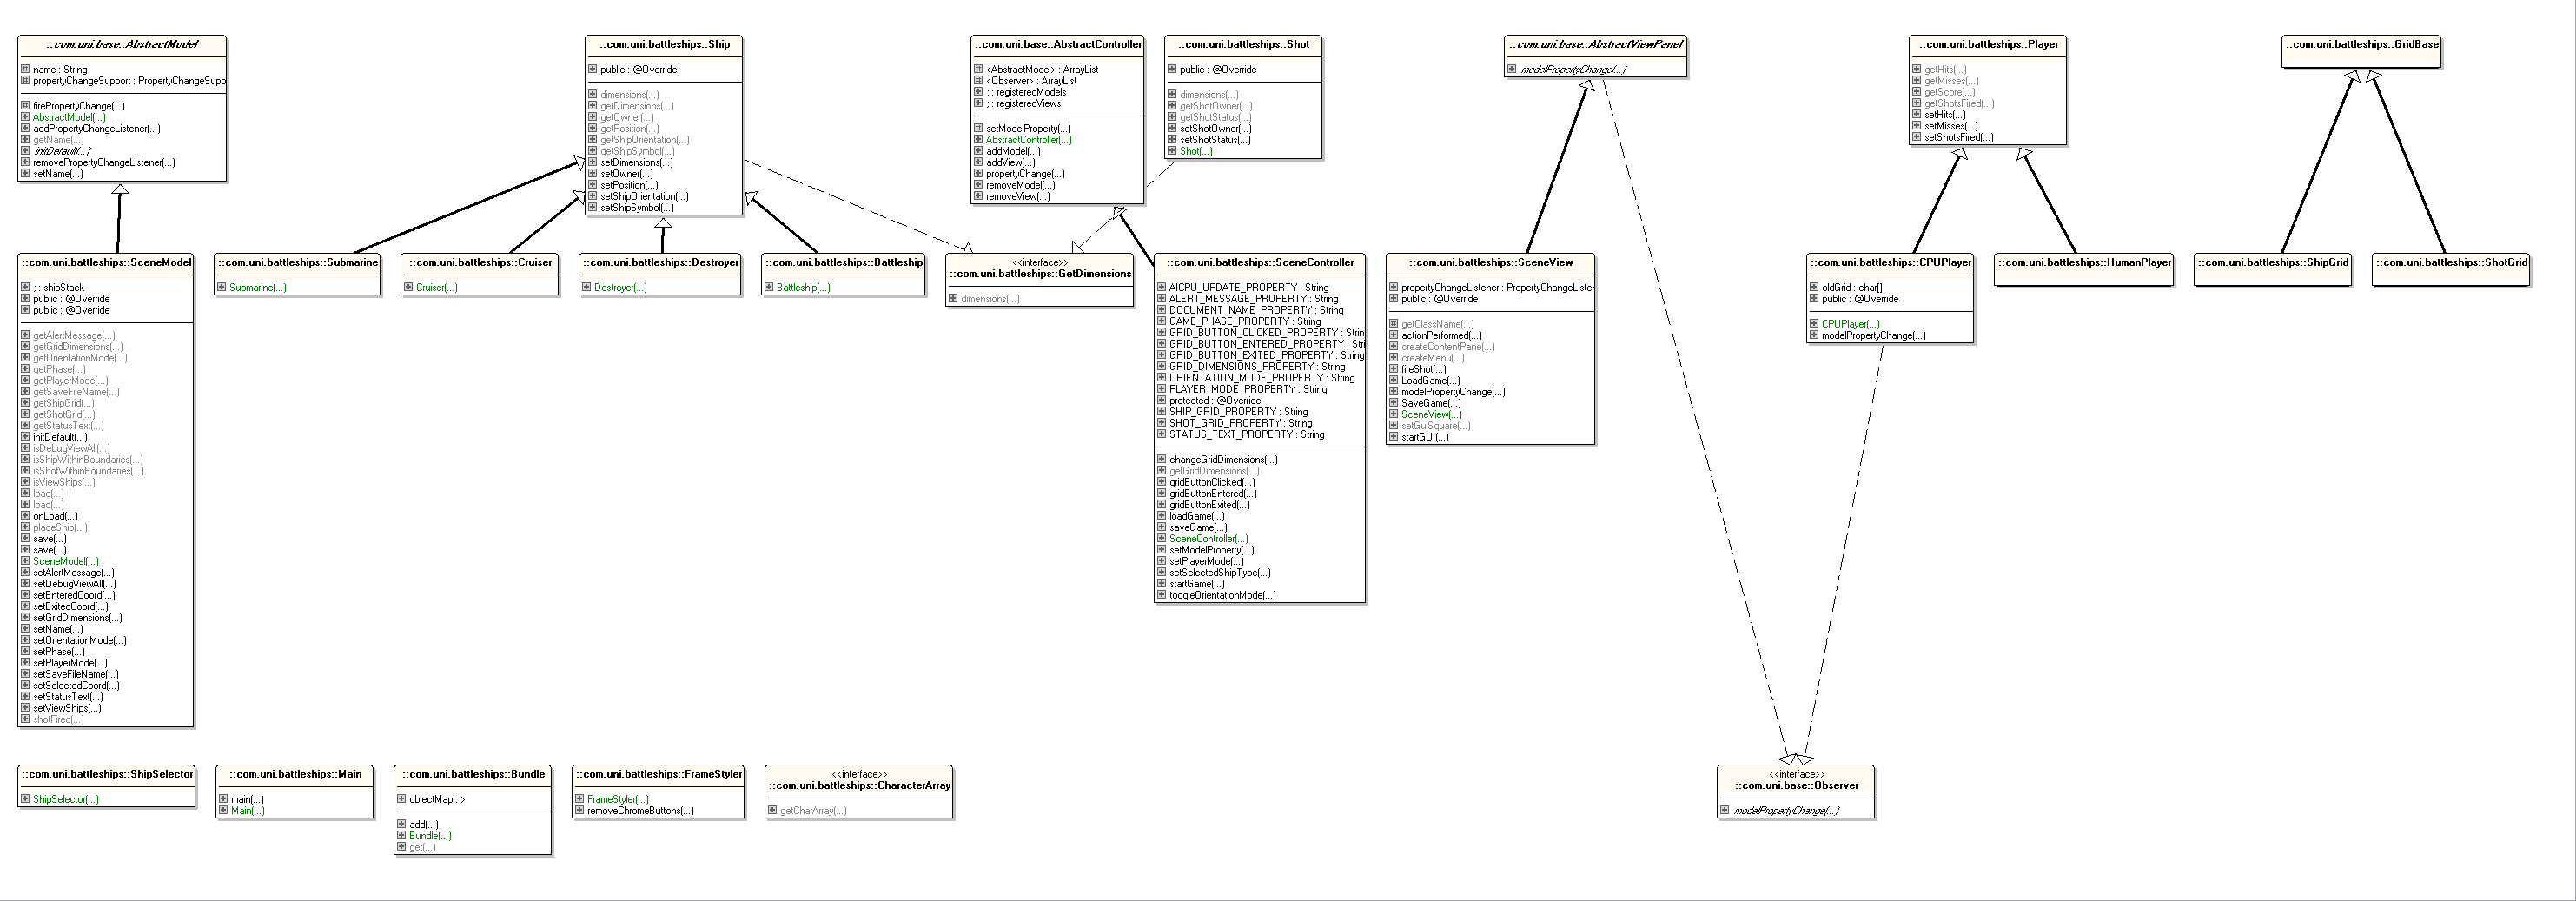 ::com.uni.base::AbstractModel
name : String
propertyChangeSupport : PropertyChangeSupp
firePropertyChange(...)
AbstractModel(...)
addPropertyChangeListener(...)
getName(...)
initDefault(...)
removePropertyChangeListener(...)
setName(...)
::com.uni.battleships::Ship
public : @Override
dimensions(...)
getDimensions(...)
getOwner(...)
getPosition(...)
getShipOrientation(...)
getShipSymbol(...)
setDimensions(...)
setOwner(...)
setPosition(...)
setShipOrientation(...)
setShipSymbol(...)
::com.uni.base::AbstractController
<AbstractModel> : ArrayList
<Observer> : ArrayList
; : registeredModels
; : registeredViews
setModelProperty(...)
AbstractController(...)
addModel(...)
addView(...)
propertyChange(...)
removeModel(...)
removeView(...)
::com.uni.battleships::Shot
public : @Override
dimensions(...)
getShotOwner(...)
getShotStatus(...)
setShotOwner(...)
setShotStatus(...)
Shot(...)
::com.uni.base::AbstractViewPanel
modelPropertyChange(...)
::com.uni.battleships::Player
getHits(...)
getMisses(...)
getScore(...)
getShotsFired(...)
setHits(...)
setMisses(...)
setShotsFired(...)
::com.uni.battleships::GridBase
::com.uni.battleships::SceneModel
; : shipStack
public : @Override
public : @Override
getAlertMessage(...)
getGridDimensions(...)
getOrientationMode(...)
getPhase(...)
getPlayerMode(...)
getSaveFileName(...)
getShipGrid(...)
getShotGrid(...)
getStatusText(...)
initDefault(...)
isDebugViewAll(...)
isShipWithinBoundaries(...)
isShotWithinBoundaries(...)
isViewShips(...)
load(...)
load(...)
onLoad(...)
placeShip(...)
save(...)
save(...)
SceneModel(...)
setAlertMessage(...)
setDebugViewAll(...)
setEnteredCoord(...)
setExitedCoord(...)
setGridDimensions(...)
setName(...)
setOrientationMode(...)
setPhase(...)
setPlayerMode(...)
setSaveFileName(...)
setSelectedCoord(...)
setStatusText(...)
setViewShips(...)
shotFired(...)
::com.uni.battleships::Submarine
Submarine(...)
::com.uni.battleships::Cruiser
Cruiser(...)
::com.uni.battleships::Destroyer
Destroyer(...)
::com.uni.battleships::Battleship
Battleship(...)
<<interface>>
::com.uni.battleships::GetDimensions
dimensions(...)
::com.uni.battleships::SceneController
AICPU_UPDATE_PROPERTY : String
ALERT_MESSAGE_PROPERTY : String
DOCUMENT_NAME_PROPERTY : String
GAME_PHASE_PROPERTY : String
GRID_BUTTON_CLICKED_PROPERTY : Strin
GRID_BUTTON_ENTERED_PROPERTY : Stri
GRID_BUTTON_EXITED_PROPERTY : String
GRID_DIMENSIONS_PROPERTY : String
ORIENTATION_MODE_PROPERTY : String
PLAYER_MODE_PROPERTY : String
protected : @Override
SHIP_GRID_PROPERTY : String
SHOT_GRID_PROPERTY : String
STATUS_TEXT_PROPERTY : String
changeGridDimensions(...)
getGridDimensions(...)
gridButtonClicked(...)
gridButtonEntered(...)
gridButtonExited(...)
loadGame(...)
saveGame(...)
SceneController(...)
setModelProperty(...)
setPlayerMode(...)
setSelectedShipType(...)
startGame(...)
toggleOrientationMode(...)
::com.uni.battleships::SceneView
propertyChangeListener : PropertyChangeListener
public : @Override
getClassName(...)
actionPerformed(...)
createContentPane(...)
createMenu(...)
fireShot(...)
LoadGame(...)
modelPropertyChange(...)
SaveGame(...)
SceneView(...)
setGuiSquare(...)
startGUI(...)
::com.uni.battleships::CPUPlayer
oldGrid : char[]
public : @Override
CPUPlayer(...)
modelPropertyChange(...)
::com.uni.battleships::HumanPlayer
::com.uni.battleships::ShipGrid
::com.uni.battleships::ShotGrid
::com.uni.battleships::ShipSelector
ShipSelector(...)
::com.uni.battleships::Main
main(...)
Main(...)
::com.uni.battleships::Bundle
objectMap : >
add(...)
Bundle(...)
get(...)
::com.uni.battleships::FrameStyler
FrameStyler(...)
removeChromeButtons(...)
<<interface>>
::com.uni.battleships::CharacterArray
getCharArray(...)
<<interface>>
::com.uni.base::Observer
modelPropertyChange(...)